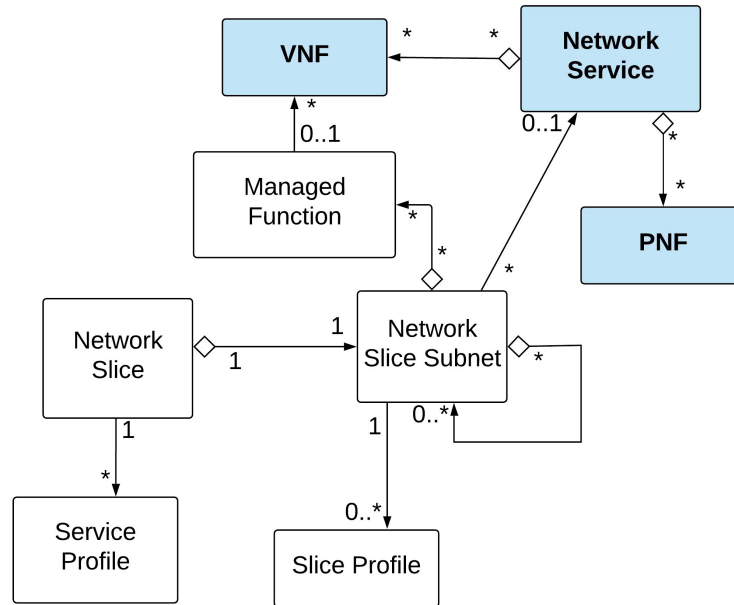 VNF
*
*
Network
Service
*
0..1
0..1
*
*
Managed
Function
*
*
*
PNF
Network
Slice
1
1
Network
Slice Subnet
*
0..*
1
1
*
0..*
Service
Profile
Slice Profile